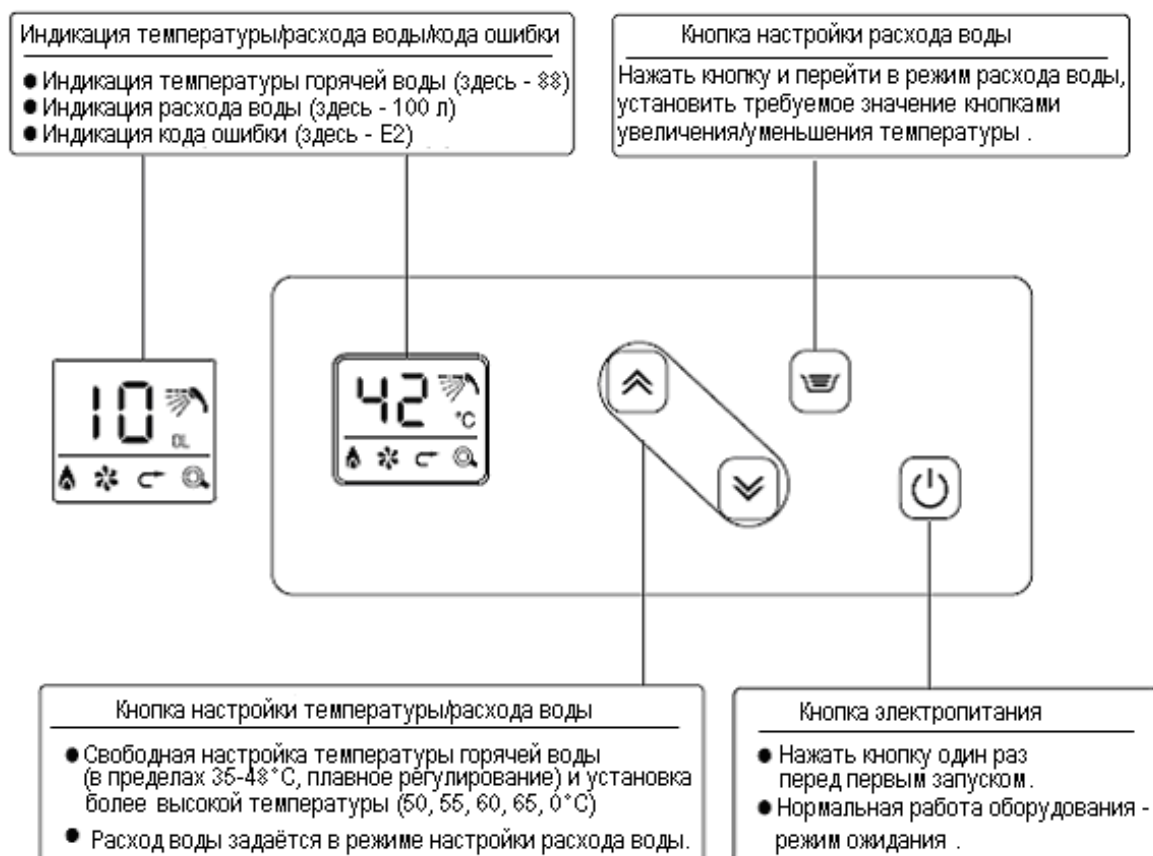 Индикация температуры/расхода воды/кода ошибки
● Индикация температуры горячей воды (здесь - 88)
● Индикация расхода воды (здесь - 100 л)
● Индикация кода ошибки (здесь - E2)
Кнопка настройки расхода воды
Нажать кнопку и перейти в режим расхода воды,
установить требуемое значение кнопками
увеличения/уменьшения температуры .
10
0L
42
°C
Кнопка настройки температуры/расхода воды
● Свободная настройка температуры горячей воды
(в пределах 35-48°C, плавное регулирование) и установка
более высокой температуры (50, 55, 60, 65, 0°C)
● Расход воды задаётся в режиме настройки расхода воды.
Кнопка электропитания
● Нажать кнопку один раз
перед первым запуском.
● Нормальная работа оборудования -
режим ожидания .